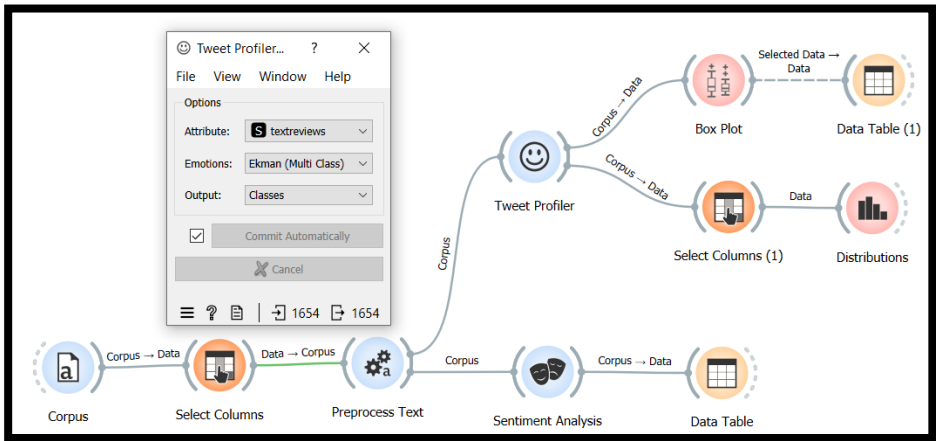 Tweet Profiler... ? ×
File View Window Help
Options
Attribute: S textreviews
Emotions: Ekman (Multi Class)
Output: Classes
Commit Automatically
Cancel
? 1654 1654
Corpus → Data
Selected Data → Data
Box Plot
Data Table (1)
Tweet Profiler
Corpus → Data
Data
Select Columns (1)
Distributions
Corpus
a
Corpus → Data
Data → Corpus
a
Corpus
Corpus → Data
Corpus
Select Columns
Preprocess Text
Sentiment Analysis
Data Table